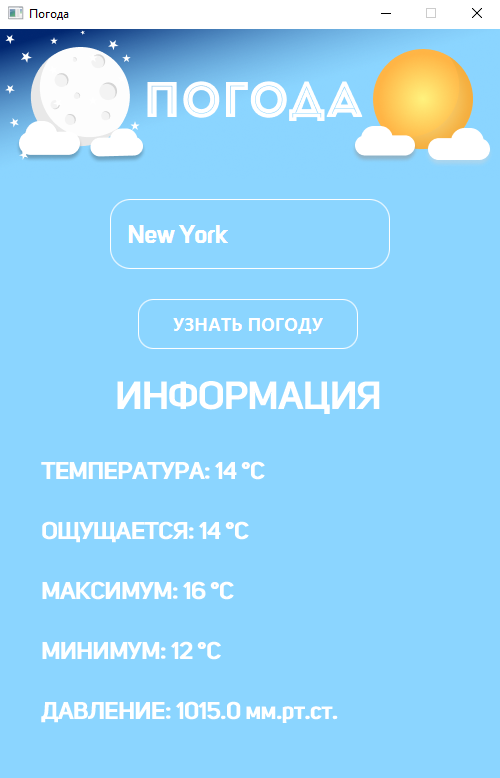 Погода
ПОГОДА
New York
УЗНАТЬ ПОГОДУ
ИНФОРМАЦИЯ
ТЕМПЕРАТУРА: 14 °C
ОЩУЩАЕТСЯ: 14 °C
МАКСИМУМ: 16 °C
МИНИМУМ: 12 °C
ДАВЛЕНИЕ: 1015.0 мм.рт.ст.